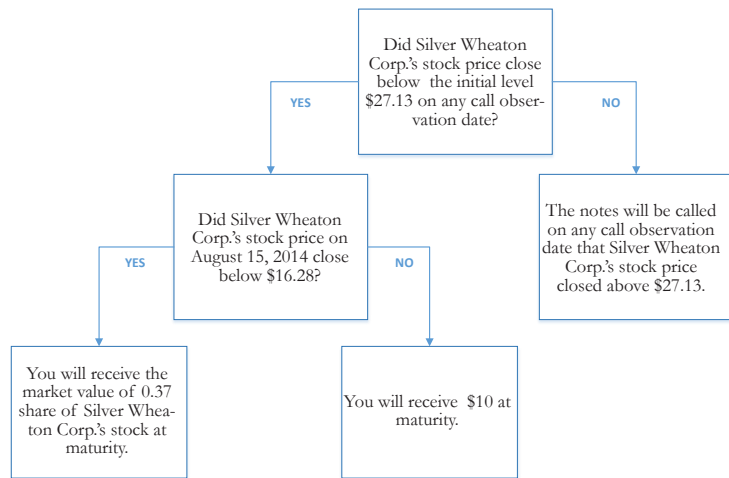 Did Silver Wheaton
Corp.'s stock price close
below the initial level
$27.13 on any call obser-
vation date?
YES
NO
Did Silver Wheaton
Corp.'s stock price on
August 15, 2014 close
below $16.28?
The notes will be called
on any call observation
date that Silver Wheaton
Corp.'s stock price
closed above $27.13.
YES
NO
You will receive the
market value of 0.37
share of Silver Whea-
ton Corp.'s stock at
maturity.
You will receive $10 at
maturity.